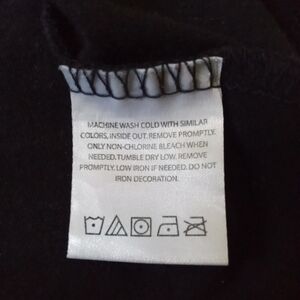 MACHINE WASH COLD WITH SIMILAR
COLORS, INSIDE OUT. REMOVE PROMPTLY.
ONLY NON-CHLORINE BLEACH WHEN
NEEDED. TUMBLE DRY LOW. REMOVE
PROMPTLY. LOW IRON IF NEEDED. DO NOT
IRON DECORATION.